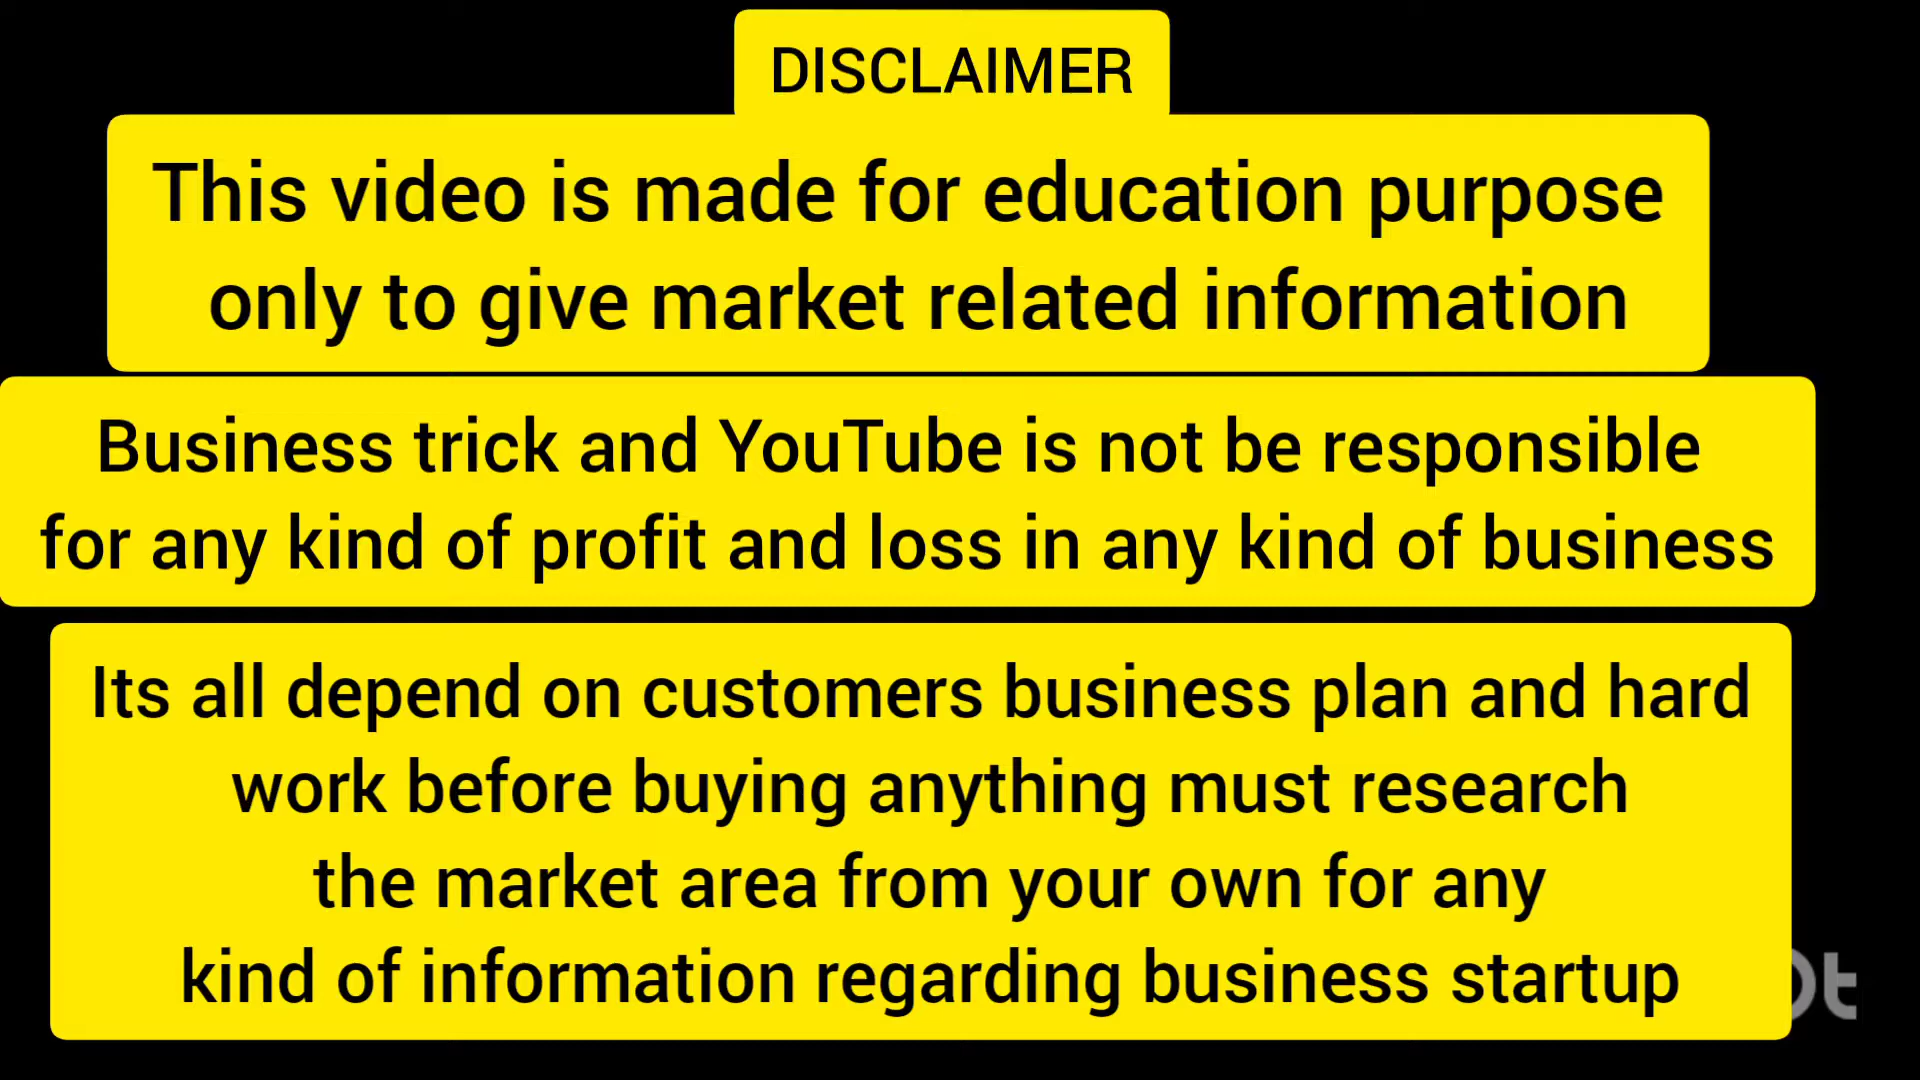 DISCLAIMER
This video is made for education purpose
only to give market related information
Business trick and YouTube is not be responsible
for any kind of profit and loss in any kind of business
Its all depend on customers business plan and hard
work before buying anything must research
the market area from your own for any
kind of information regarding business startup